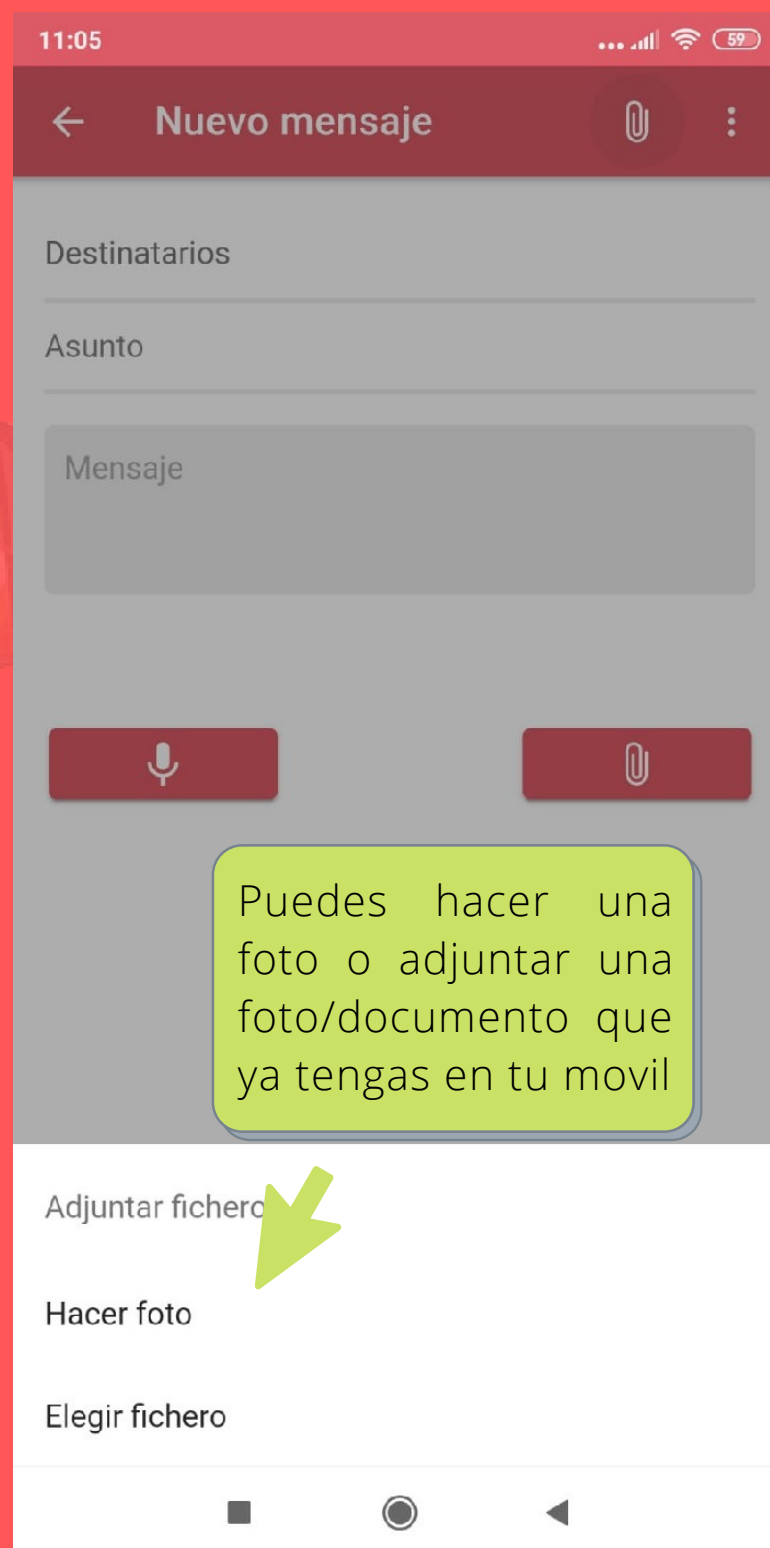 11:05
59
Nuevo mensaje
Destinatarios
Asunto
Mensaje
Puedes hacer una
foto o adjuntar una
foto/documento que
ya tengas en tu movil
Adjuntar fichero
Hacer foto
Elegir fichero